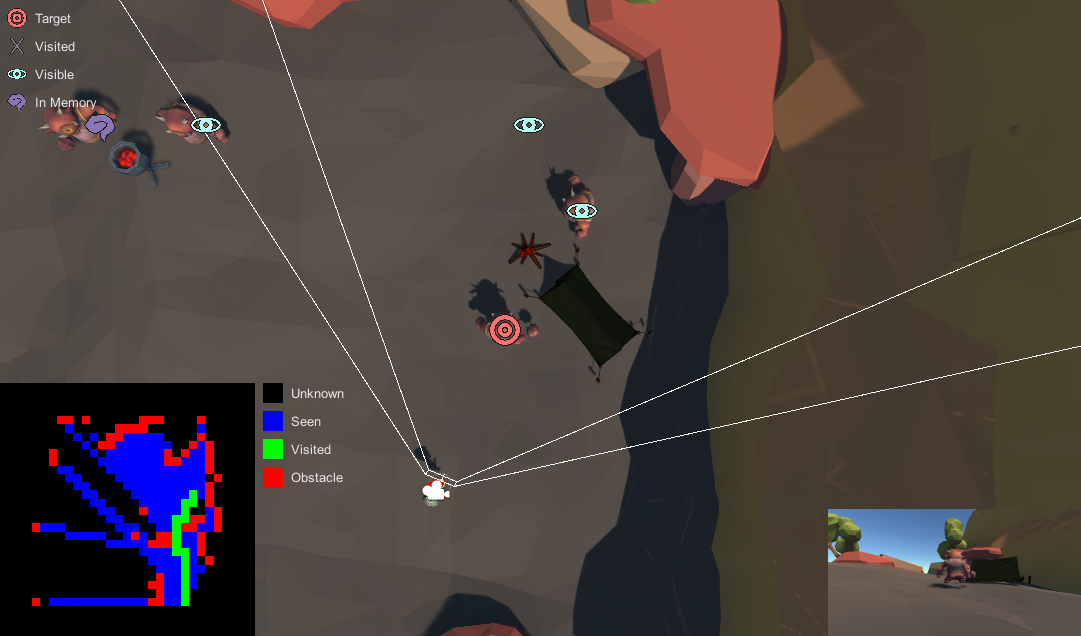 Target
Visited
Visible
In Memory
Unknown
Seen
Visited
Obstacle